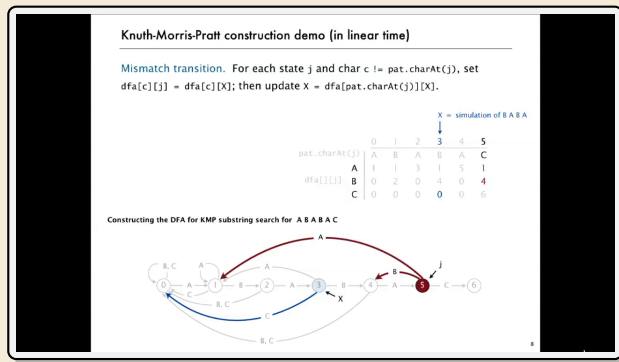 Knuth-Morris-Pratt construction demo (in linear time)
Mismatch transition. For each state j and char c != pat.charAt(j), set
dfa[c][j] = dfa[c][X]; then update X = dfa[pat.charAt(j)][X].
X = simulation of B A B A
0 1 2 3 4 5
pat.charAt(j) A B A B A C
A 1 1 3 1 5 1
dfa[][j] B 0 2 0 4 0 4
C 0 0 0 0 0 6
Constructing the DFA for KMP substring search for A B A B A C
A
B, C A A B j
0 A 1 B 2 A 3 B 4 A 5 C 6
C B, C C X
B, C
8